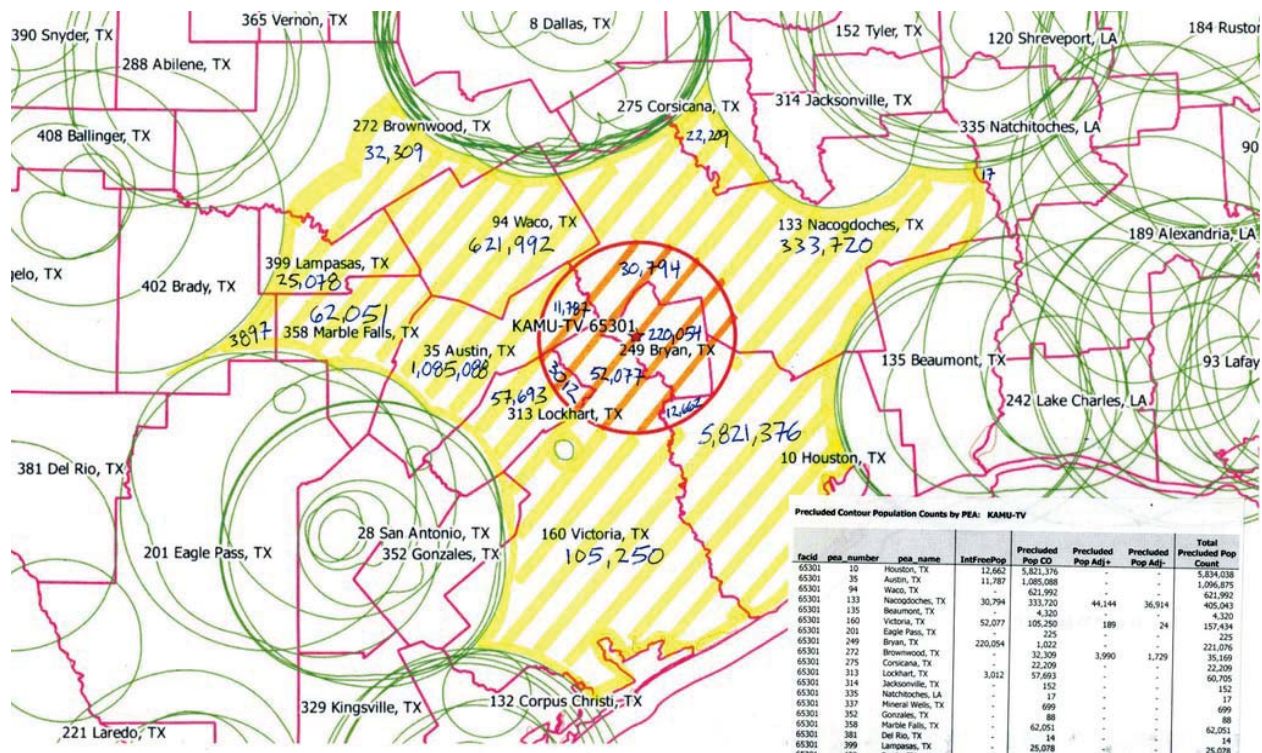 390 Snyder, TX
365 Vernon, TX
8 Dallas, TX
152 Tyler, TX
120 Shreveport, LA
184 Ruston
288 Abilene, TX
275 Corsicana, TX
314 Jacksonville, TX
408 Ballinger, TX
272 Brownwood, TX
32,309
22,209
335 Natchitoches, LA
90
17
94 Waco, TX
621,992
133 Nacogdoches, TX
333,720
189 Alexandria, LA
gelo, TX
402 Brady, TX
399 Lampasas, TX
25,078
30,794
62,051
358 Marble Falls, TX
3897
11,787
KAMU-TV 65301
220,054
249 Bryan, TX
35 Austin, TX
1,085,088
52,077
3012
57,693
313 Lockhart, TX
12,662
5,821,376
135 Beaumont, TX
93 Lafay
242 Lake Charles, LA
10 Houston, TX
381 Del Rio, TX
28 San Antonio, TX
352 Gonzales, TX
201 Eagle Pass, TX
160 Victoria, TX
105,250
132 Corpus Christi, TX
329 Kingsville, TX
221 Laredo, TX
Precluded Contour Population Counts by PEA: KAMU-TV
facid pea_number pea_name IntFreePop Precluded Pop CO Precluded Pop Adj+ Precluded Pop Adj- Total Precluded Pop Count
65301 10 Houston, TX 12,662 5,821,376 - - 5,834,038
65301 35 Austin, TX 11,787 1,085,088 - - 1,096,875
65301 94 Waco, TX - 621,992 - - 621,992
65301 133 Nacogdoches, TX 30,794 333,720 44,144 36,914 405,043
65301 135 Beaumont, TX - 4,320 - - 4,320
65301 160 Victoria, TX 52,077 105,250 189 24 157,434
65301 201 Eagle Pass, TX - 225 - - 225
65301 249 Bryan, TX 220,054 1,022 - - 221,076
65301 272 Brownwood, TX - 32,309 3,990 1,729 35,169
65301 275 Corsicana, TX - 22,209 - - 22,209
65301 313 Lockhart, TX 3,012 57,693 - - 60,705
65301 314 Jacksonville, TX - 152 - - 152
65301 335 Natchitoches, LA - 17 - - 17
65301 337 Mineral Wells, TX - 699 - - 699
65301 352 Gonzales, TX - 88 - - 88
65301 358 Marble Falls, TX - 62,051 - - 62,051
65301 381 Del Rio, TX - 14 - - 14
65301 399 Lampasas, TX - 25,078 - - 25,078